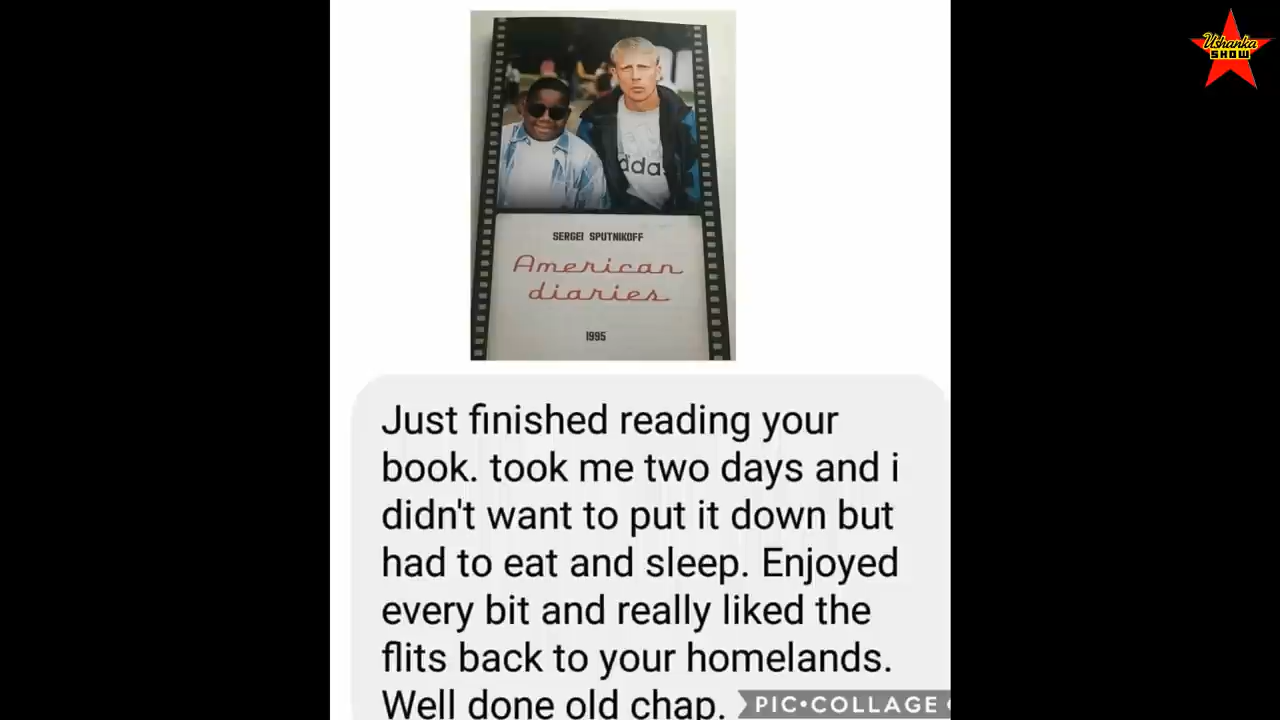 Ushanka
SHOW
adidas
SERGEI SPUTNIKOFF
American
diaries
1995
Just finished reading your
book. took me two days and i
didn't want to put it down but
had to eat and sleep. Enjoyed
every bit and really liked the
flits back to your homelands.
Well done old chap.
PIC•COLLAGE